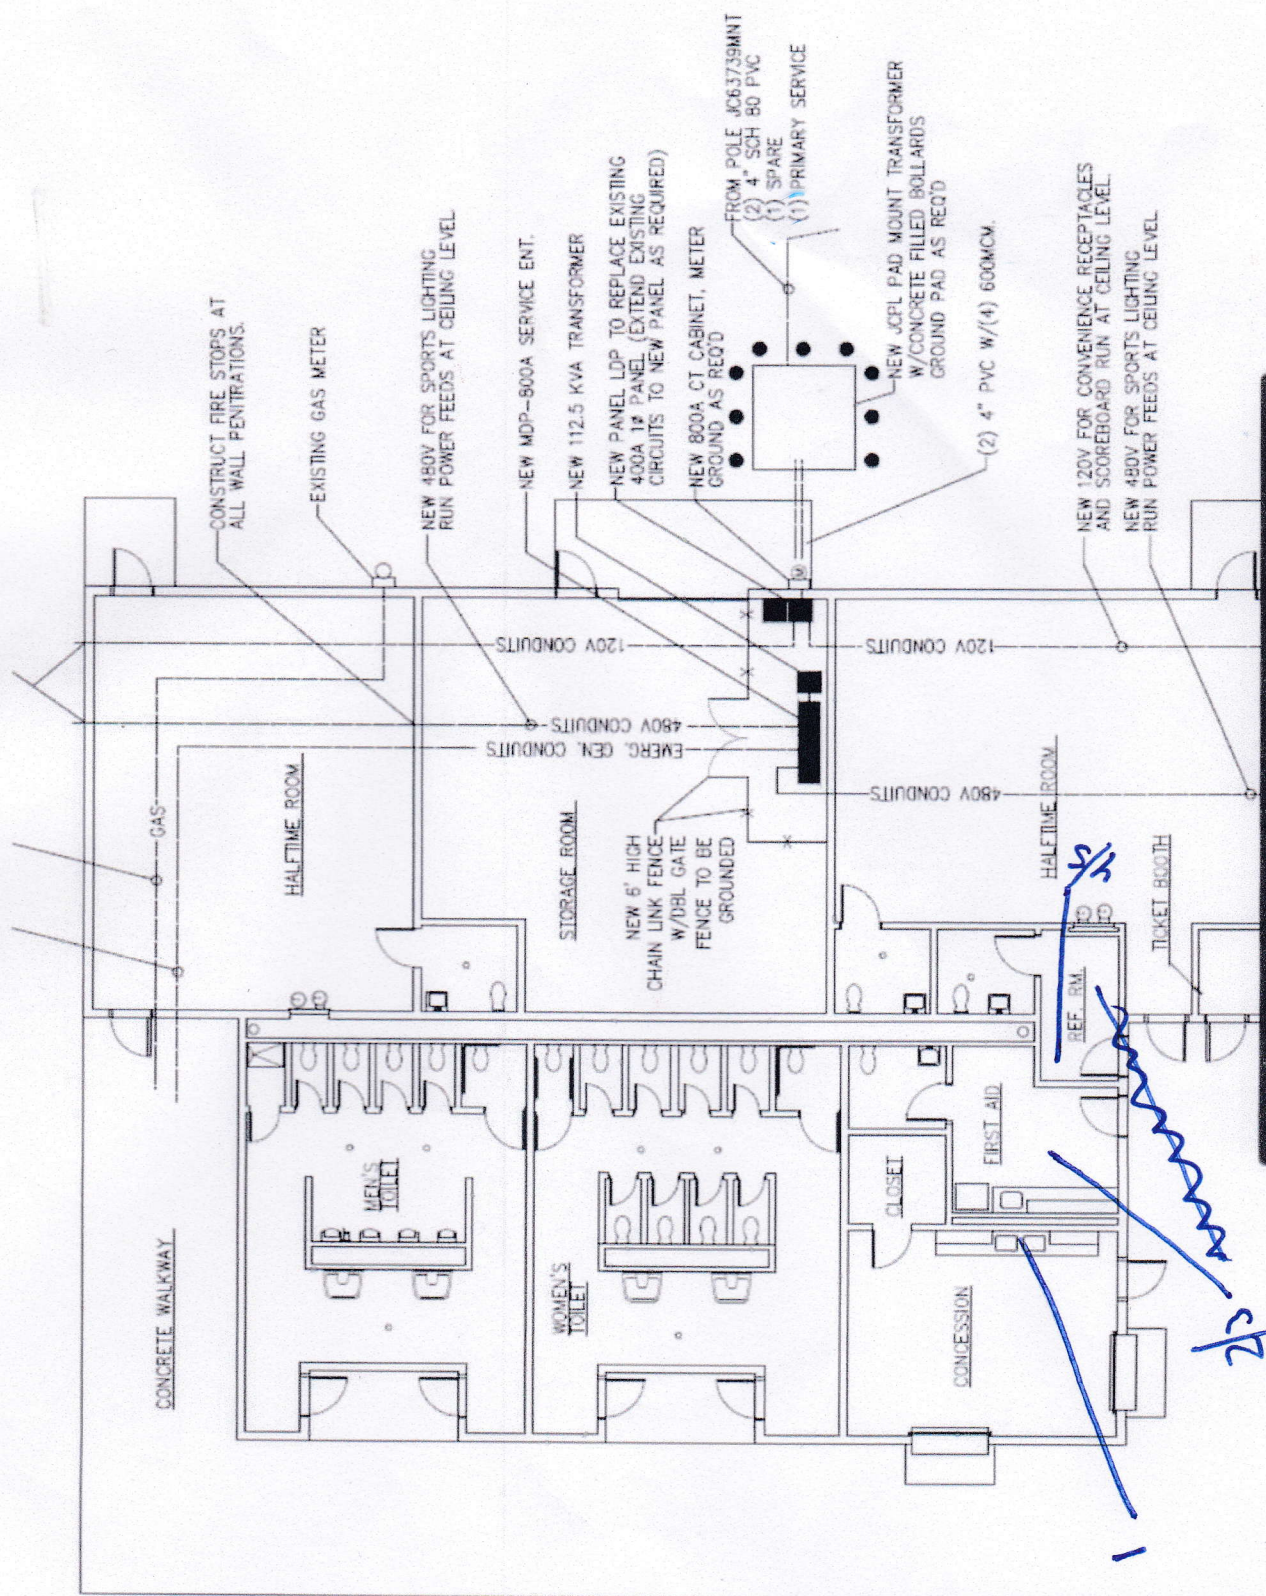 CONCRETE WALKWAY
GAS
HALFTIME ROOM
MEN'S
TOILET
WOMEN'S
TOILET
STORAGE ROOM
NEW 6' HIGH
CHAIN LINK FENCE
W/DBL GATE
FENCE TO BE
GROUNDED
120V CONDUITS
480V CONDUITS
EMERG. GEN. CONDUITS
CONSTRUCT FIRE STOPS AT
ALL WALL PENITRATIONS.
EXISTING GAS METER
NEW 480V FOR SPORTS LIGHTING
RUN POWER FEEDS AT CEILING LEVEL
NEW MDP-800A SERVICE ENT.
NEW 112.5 KVA TRANSFORMER
NEW PANEL LDP TO REPLACE EXISTING
400A 1Ø PANEL (EXTEND EXISTING
CIRCUITS TO NEW PANEL AS REQUIRED)
NEW 800A CT CABINET, METER
GROUND AS REQ'D
FROM POLE JC63739MNT
(2) 4" SCH 80 PVC
(1) SPARE
(1) PRIMARY SERVICE
NEW JCPL PAD MOUNT TRANSFORMER
W/CONCRETE FILLED BOLLARDS
GROUND PAD AS REQ'D
(2) 4" PVC W/(4) 600MCM.
M
120V CONDUITS
480V CONDUITS
HALFTIME ROOM
NEW 120V FOR CONVENIENCE RECEPTACLES
AND SCOREBOARD RUN AT CEILING LEVEL.
NEW 480V FOR SPORTS LIGHTING
RUN POWER FEEDS AT CEILING LEVEL
CLOSET
FIRST AID
REF. RM.
TICKET BOOTH
CONCESSION
1
2/3